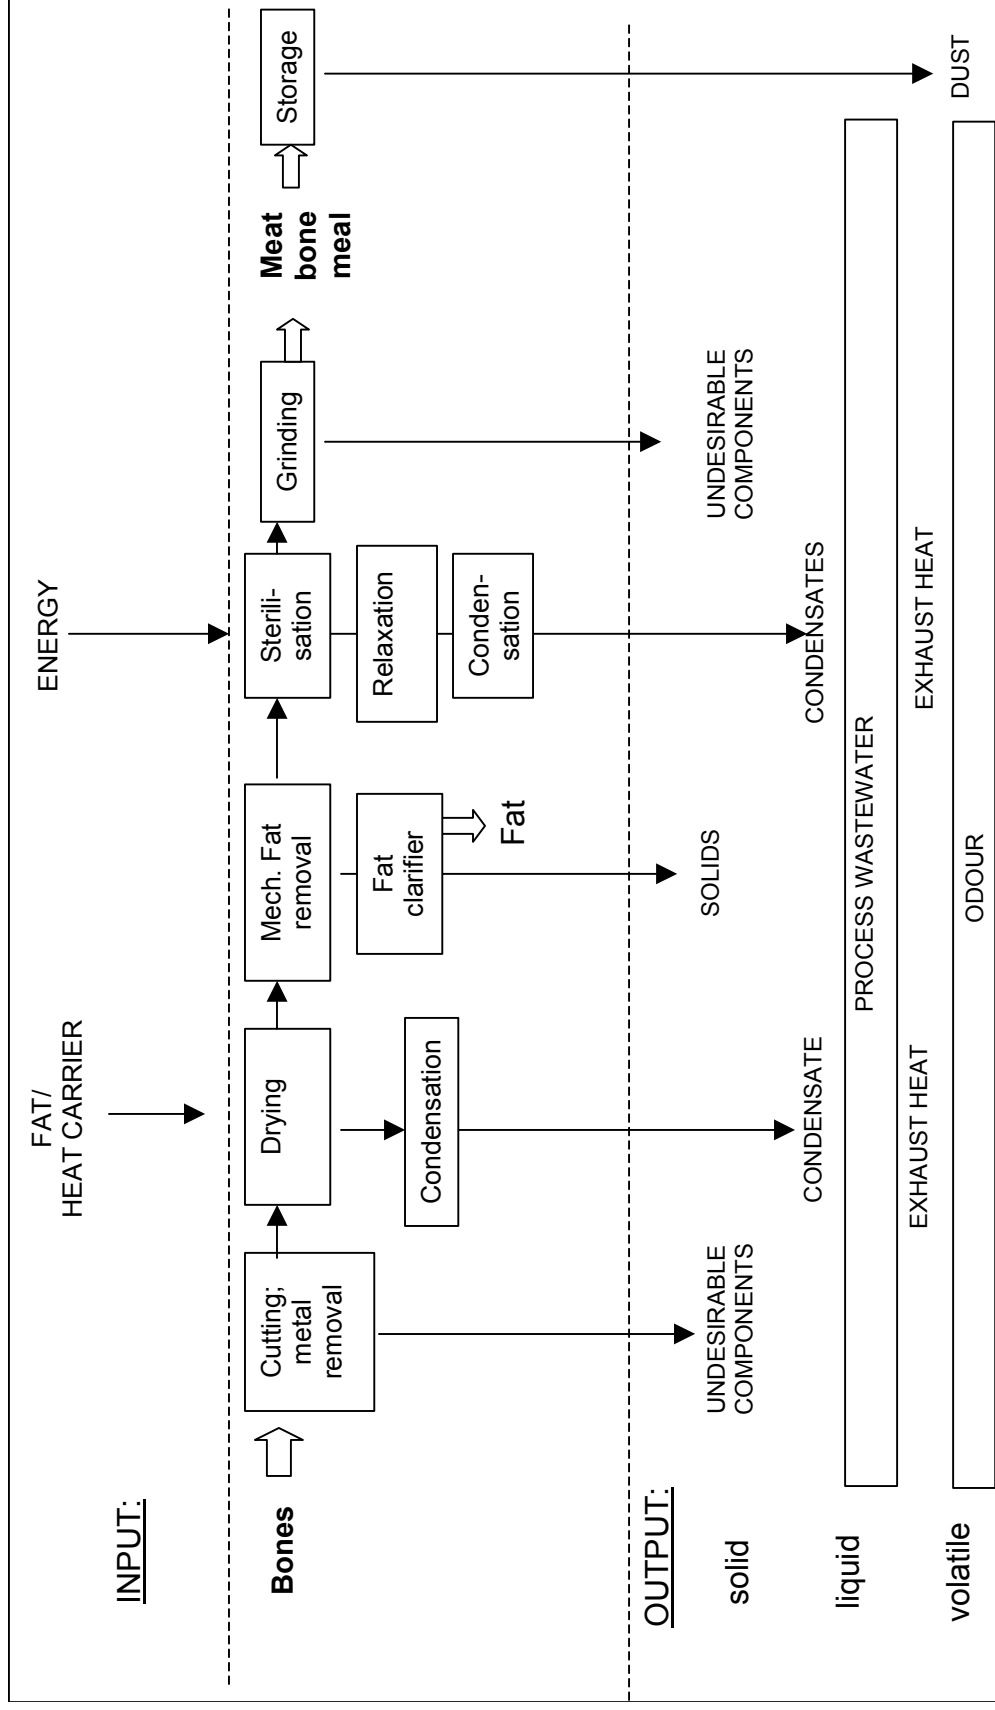 INPUT:
FAT/
HEAT CARRIER
ENERGY
Bones
Cutting;
metal
removal
Drying
Mech. Fat
removal
Sterili-
sation
Grinding
Meat
bone
meal
Storage
Condensation
Fat
clarifier
Fat
Relaxation
Conden-
sation
OUTPUT:
solid
UNDESIRABLE
COMPONENTS
SOLIDS
UNDESIRABLE
COMPONENTS
liquid
CONDENSATE
CONDENSATES
PROCESS WASTEWATER
volatile
EXHAUST HEAT
EXHAUST HEAT
ODOUR
DUST